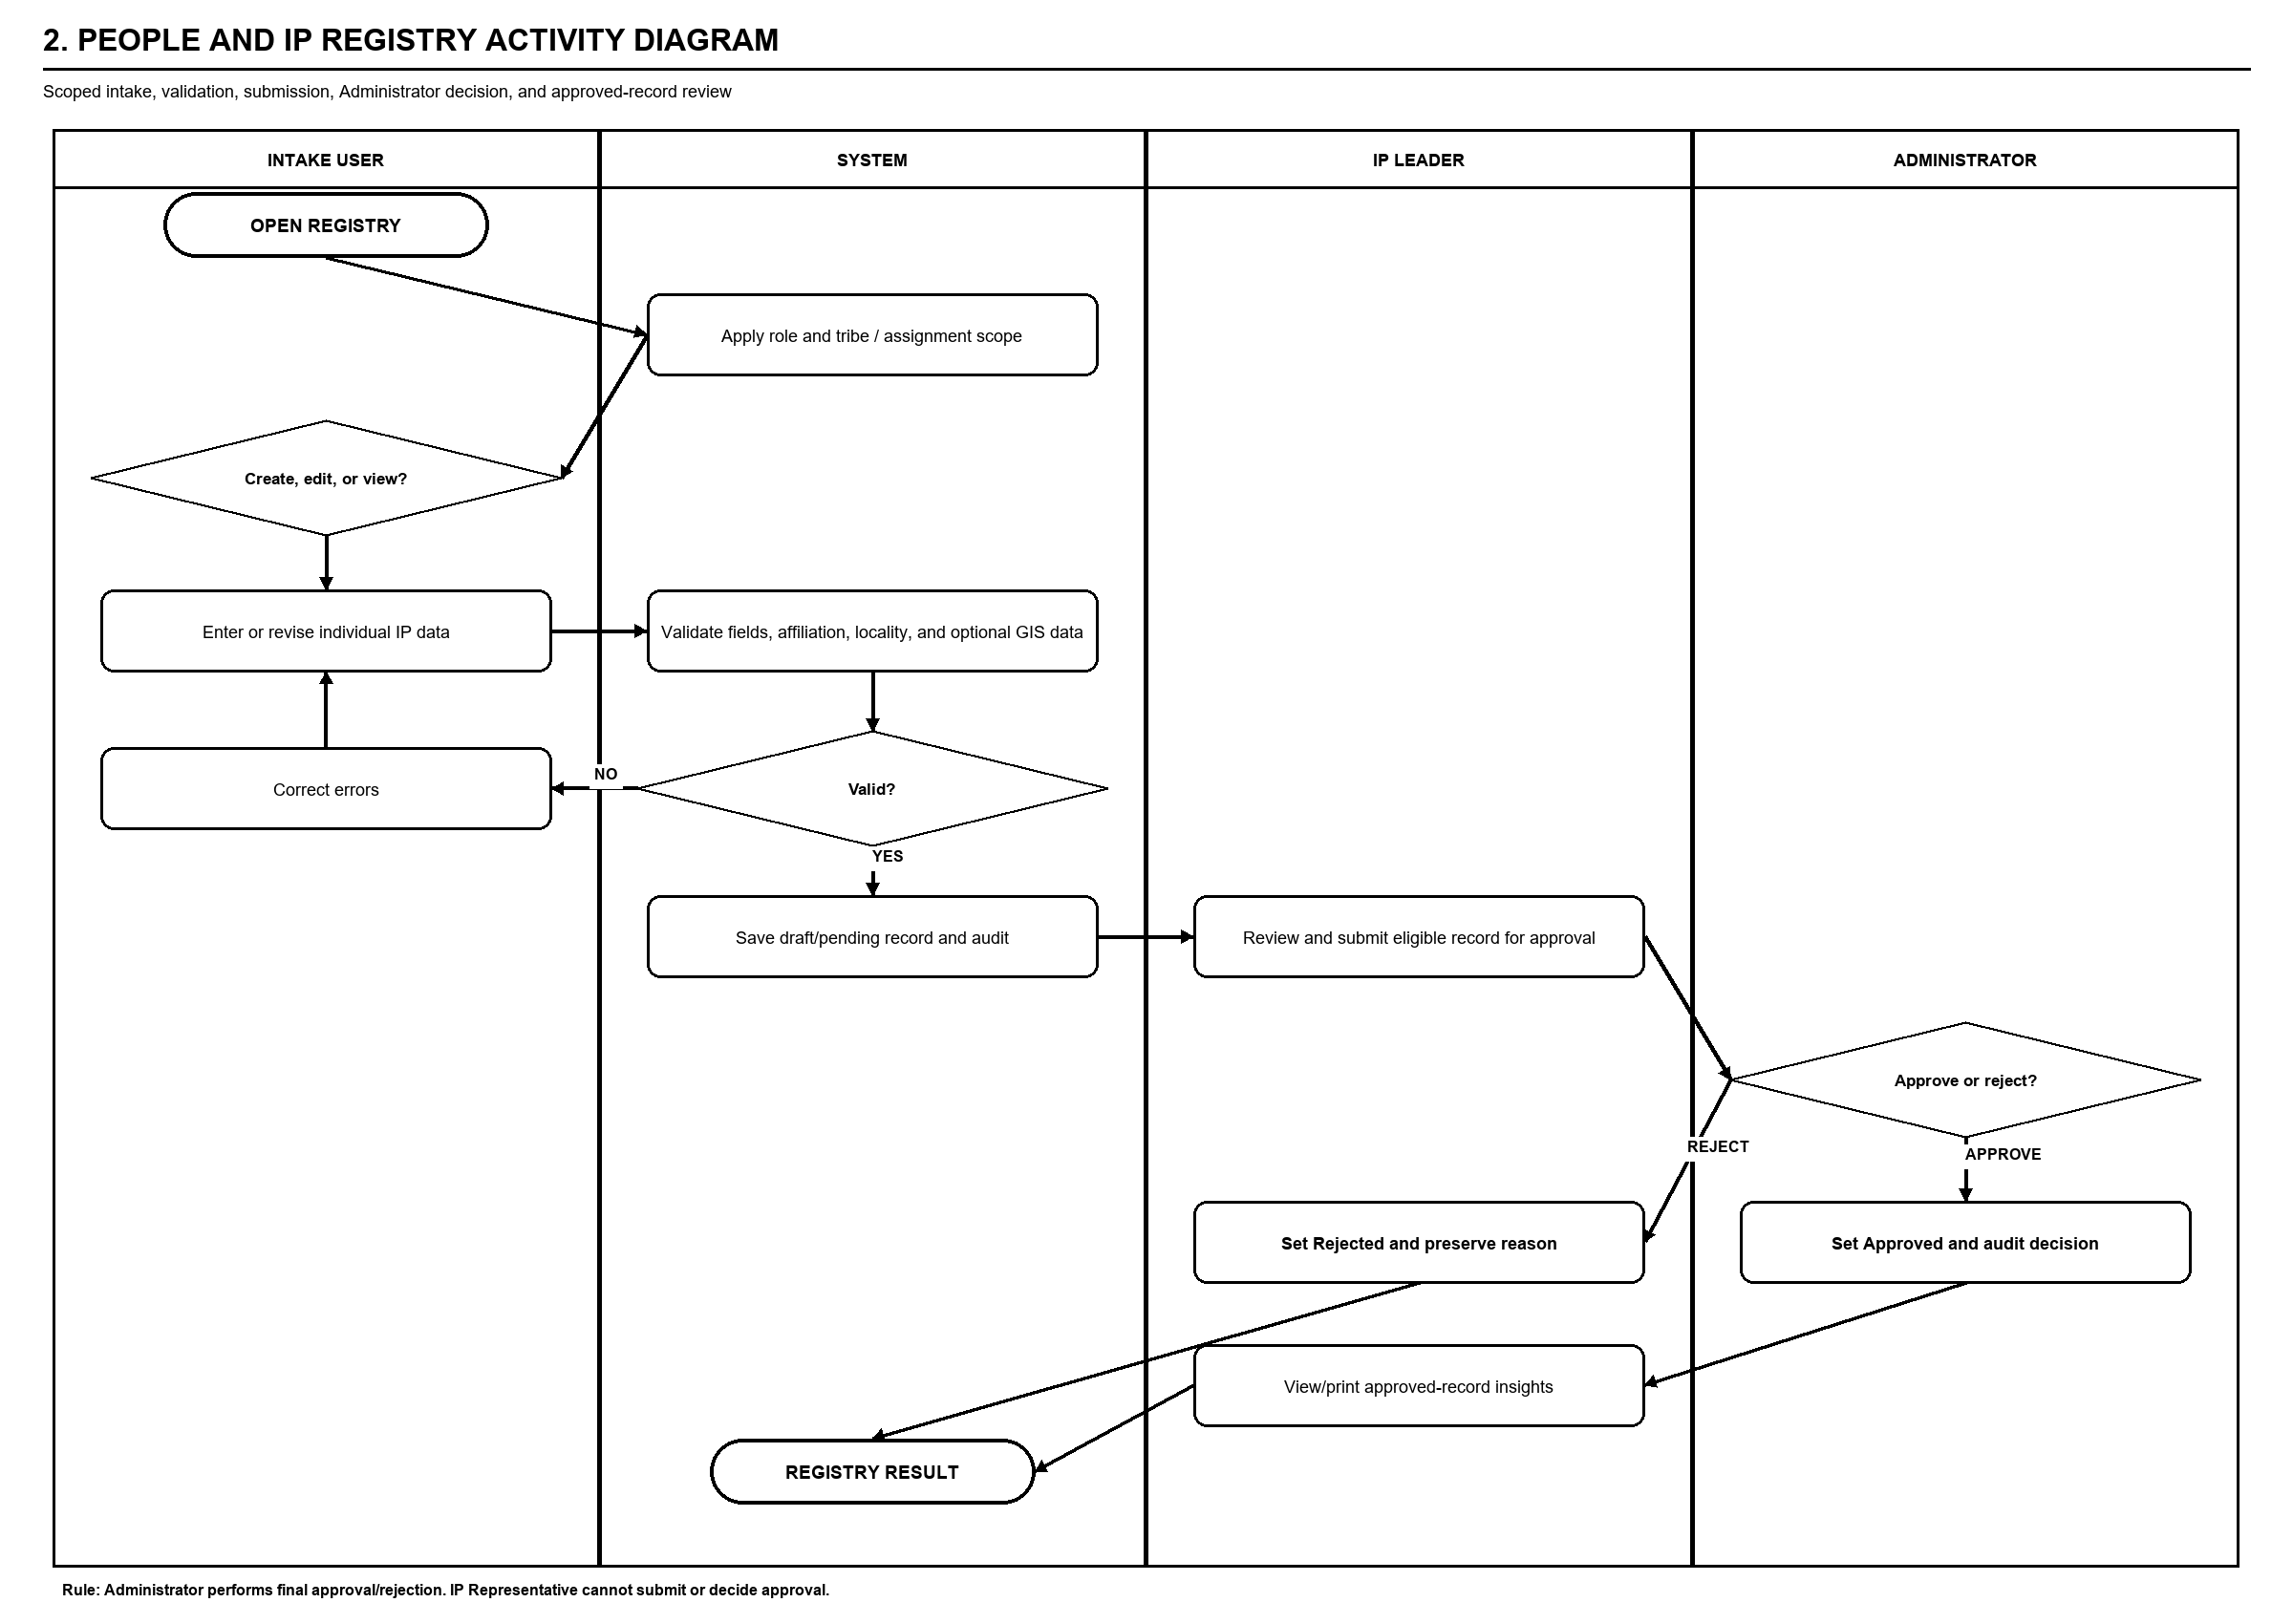 2. PEOPLE AND IP REGISTRY ACTIVITY DIAGRAM
Scoped intake, validation, submission, Administrator decision, and approved-record review
INTAKE USER
SYSTEM
IP LEADER
ADMINISTRATOR
OPEN REGISTRY
Apply role and tribe / assignment scope
Create, edit, or view?
Enter or revise individual IP data
Validate fields, affiliation, locality, and optional GIS data
NO
Correct errors
Valid?
YES
Save draft/pending record and audit
Review and submit eligible record for approval
Approve or reject?
REJECT
APPROVE
Set Rejected and preserve reason
Set Approved and audit decision
View/print approved-record insights
REGISTRY RESULT
Rule: Administrator performs final approval/rejection. IP Representative cannot submit or decide approval.